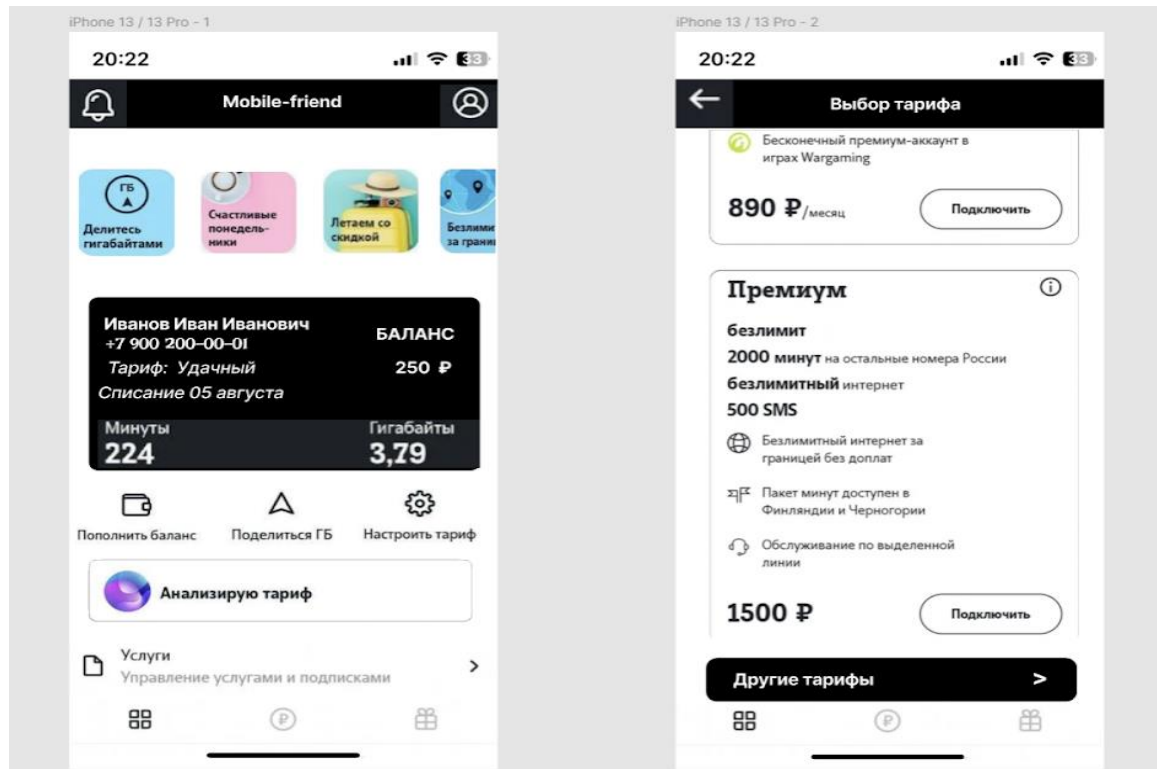 iPhone 13 / 13 Pro - 1
20:22
33
Mobile-friend
ГБ
Делитесь
гигабайтами
Счастливые
понедель-
ники
Летаем со
скидкой
Безлими
за грани
Иванов Иван Иванович
+7 900 200-00-01
БАЛАНС
Тариф: Удачный
250 ₽
Списание 05 августа
Минуты
Гигабайты
224
3,79
Пополнить баланс
Поделиться ГБ
Настроить тариф
Анализирую тариф
Услуги
Управление услугами и подписками
>
₽
iPhone 13 / 13 Pro - 2
20:22
33
Выбор тарифа
Бесконечный премиум-аккаунт в
играх Wargaming
890 ₽/месяц
Подключить
Премиум
безлимит
2000 минут на остальные номера России
безлимитный интернет
500 SMS
Безлимитный интернет за
границей без доплат
Пакет минут доступен в
Финляндии и Черногории
Обслуживание по выделенной
линии
1500 ₽
Подключить
Другие тарифы >
₽